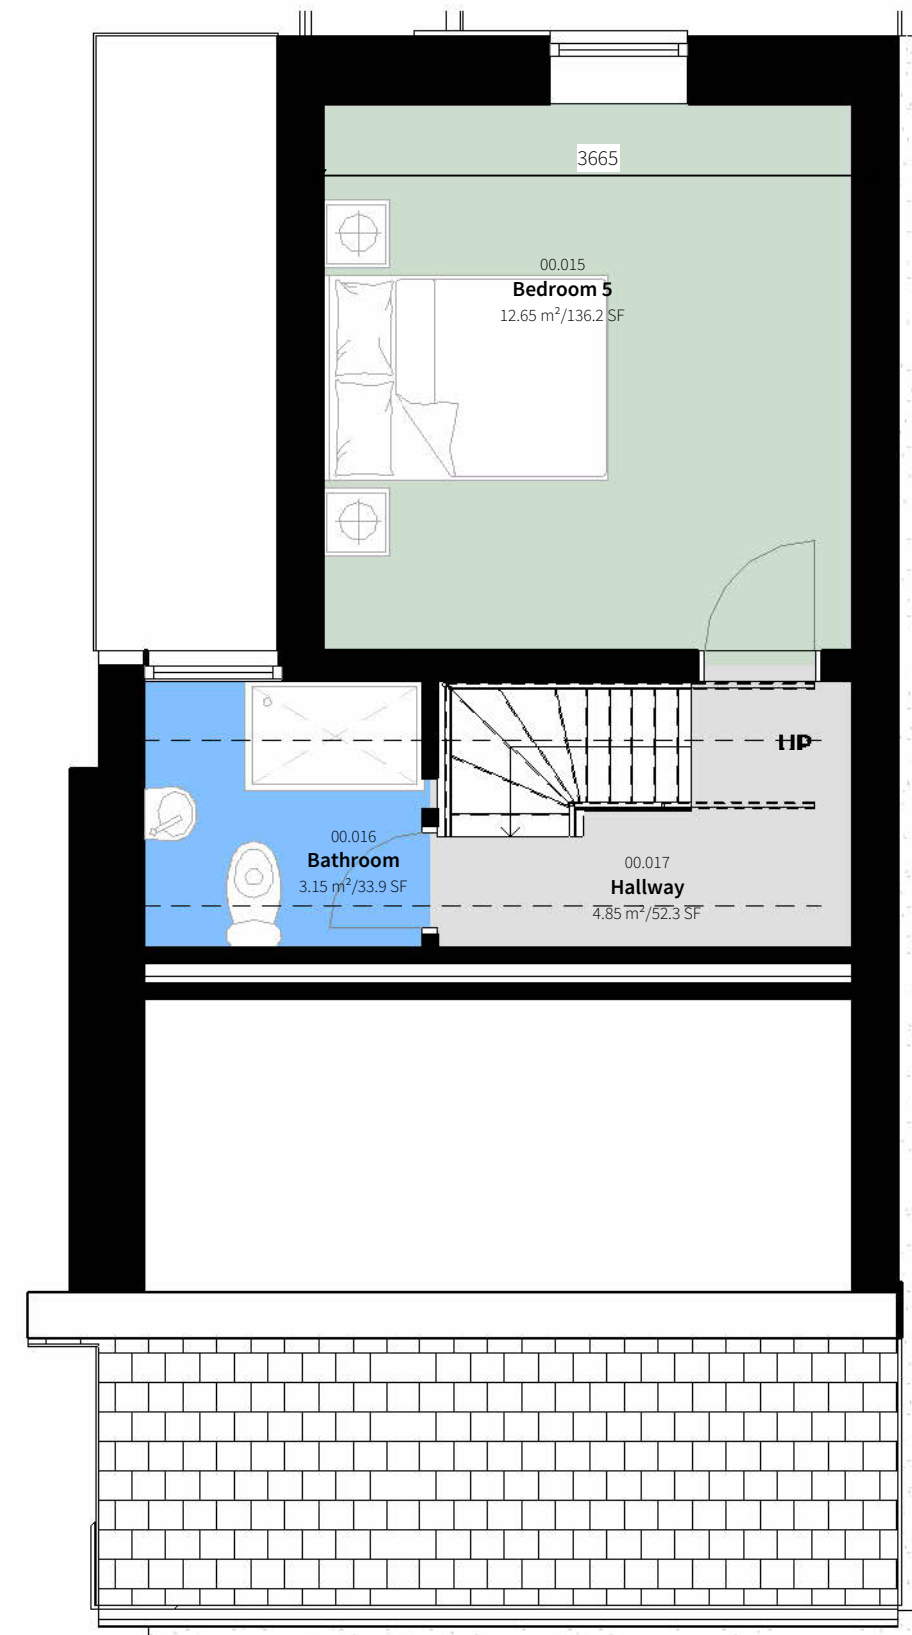 3665
00.015
Bedroom 5
12.65 m²/136.2 SF
UP
00.016
Bathroom
3.15 m²/33.9 SF
00.017
Hallway
4.85 m²/52.3 SF